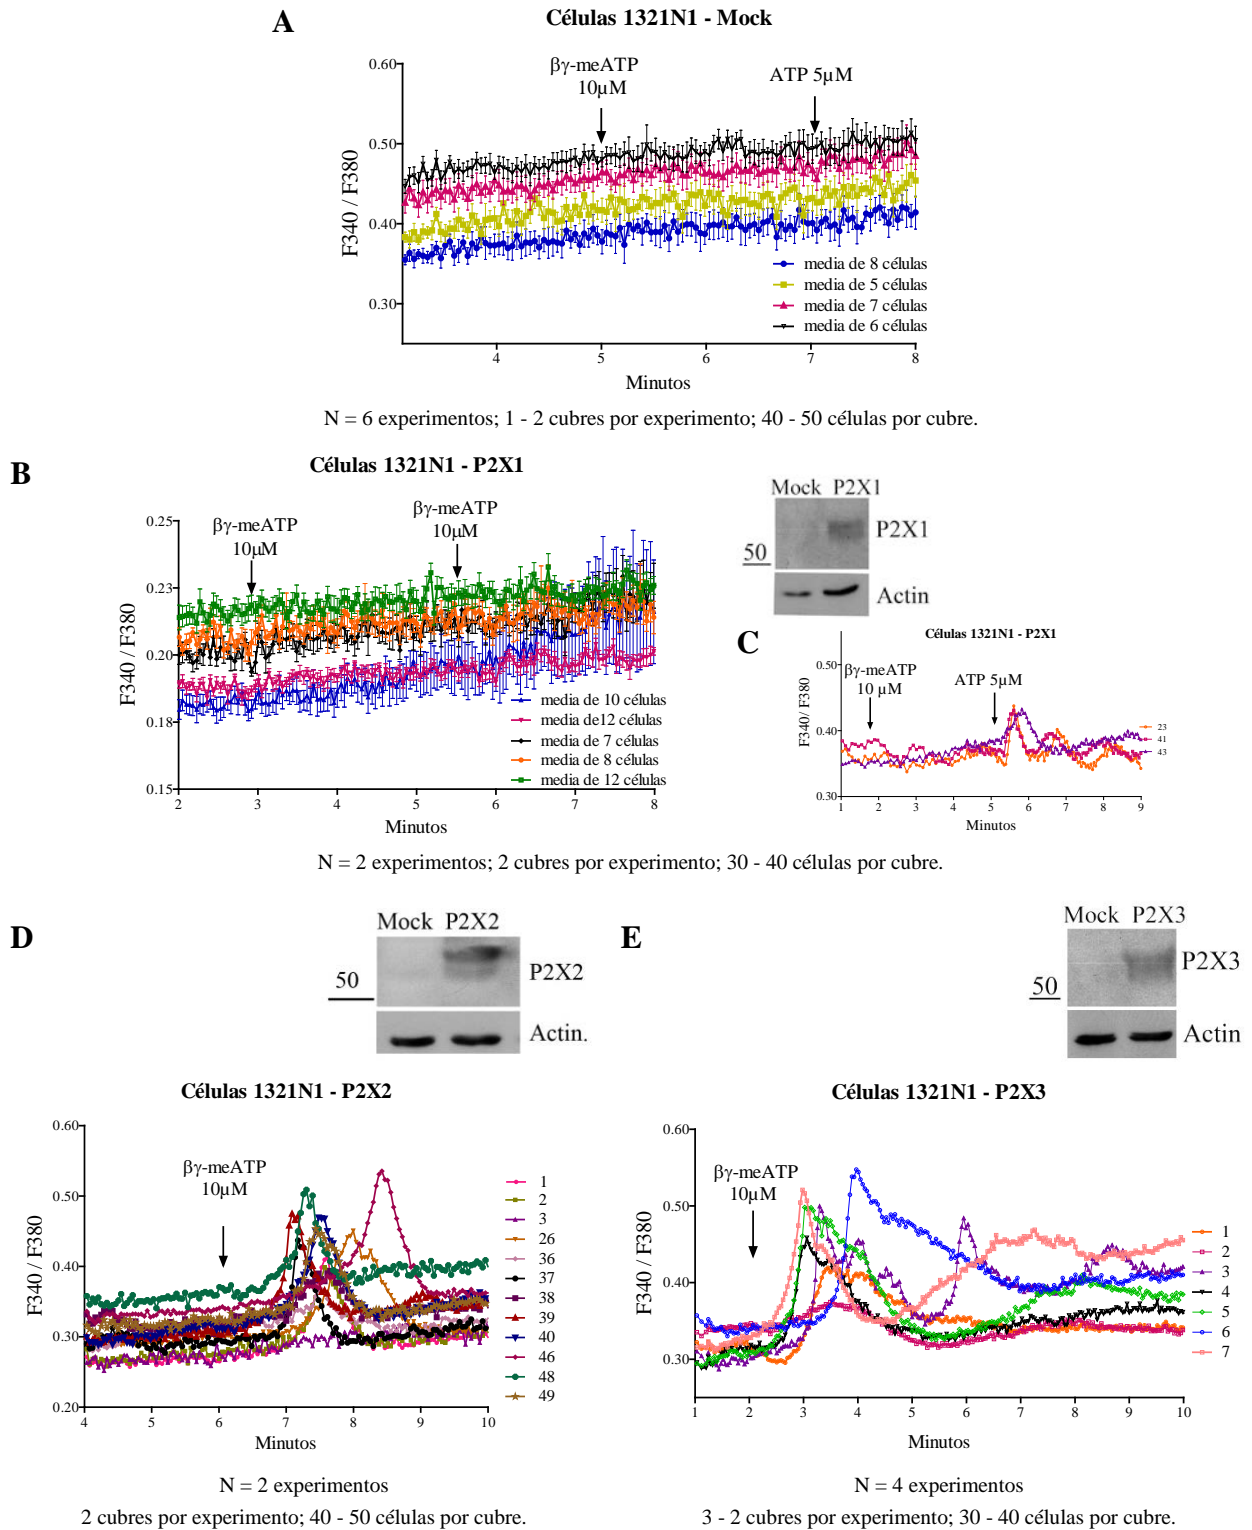 A
Células 1321N1 - Mock
βγ-meATP
10µM
ATP 5µM
0.60
0.50
0.40
0.30
F340 / F380
media de 8 células
media de 5 células
media de 7 células
media de 6 células
4 5 6 7 8
Minutos
N = 6 experimentos; 1 - 2 cubres por experimento; 40 - 50 células por cubre.
B
Células 1321N1 - P2X1
βγ-meATP
10µM
βγ-meATP
10µM
0.25
0.23
0.20
0.18
0.15
F340 / F380
media de 10 células
media de12 células
media de 7 células
media de 8 células
media de 12 células
2 3 4 5 6 7 8
Minutos
Mock P2X1
P2X1
50
Actin
C
Células 1321N1 - P2X1
βγ-meATP
10 µM
ATP 5µM
0.50
0.40
0.30
F340/ F380
23
41
43
1 2 3 4 5 6 7 8 9
Minutos
N = 2 experimentos; 2 cubres por experimento; 30 - 40 células por cubre.
D
Mock P2X2
P2X2
50
Actin.
Células 1321N1 - P2X2
βγ-meATP
10µM
0.60
0.50
0.40
0.30
0.20
F340 / F380
1
2
3
26
36
37
38
39
40
46
48
49
4 5 6 7 8 9 10
Minutos
N = 2 experimentos
2 cubres por experimento; 40 - 50 células por cubre.
E
Mock P2X3
P2X3
50
Actin
Células 1321N1 - P2X3
βγ-meATP
10µM
0.60
0.50
0.40
0.30
F340 / F380
1
2
3
4
5
6
7
1 2 3 4 5 6 7 8 9 10
Minutos
N = 4 experimentos
3 - 2 cubres por experimento; 30 - 40 células por cubre.